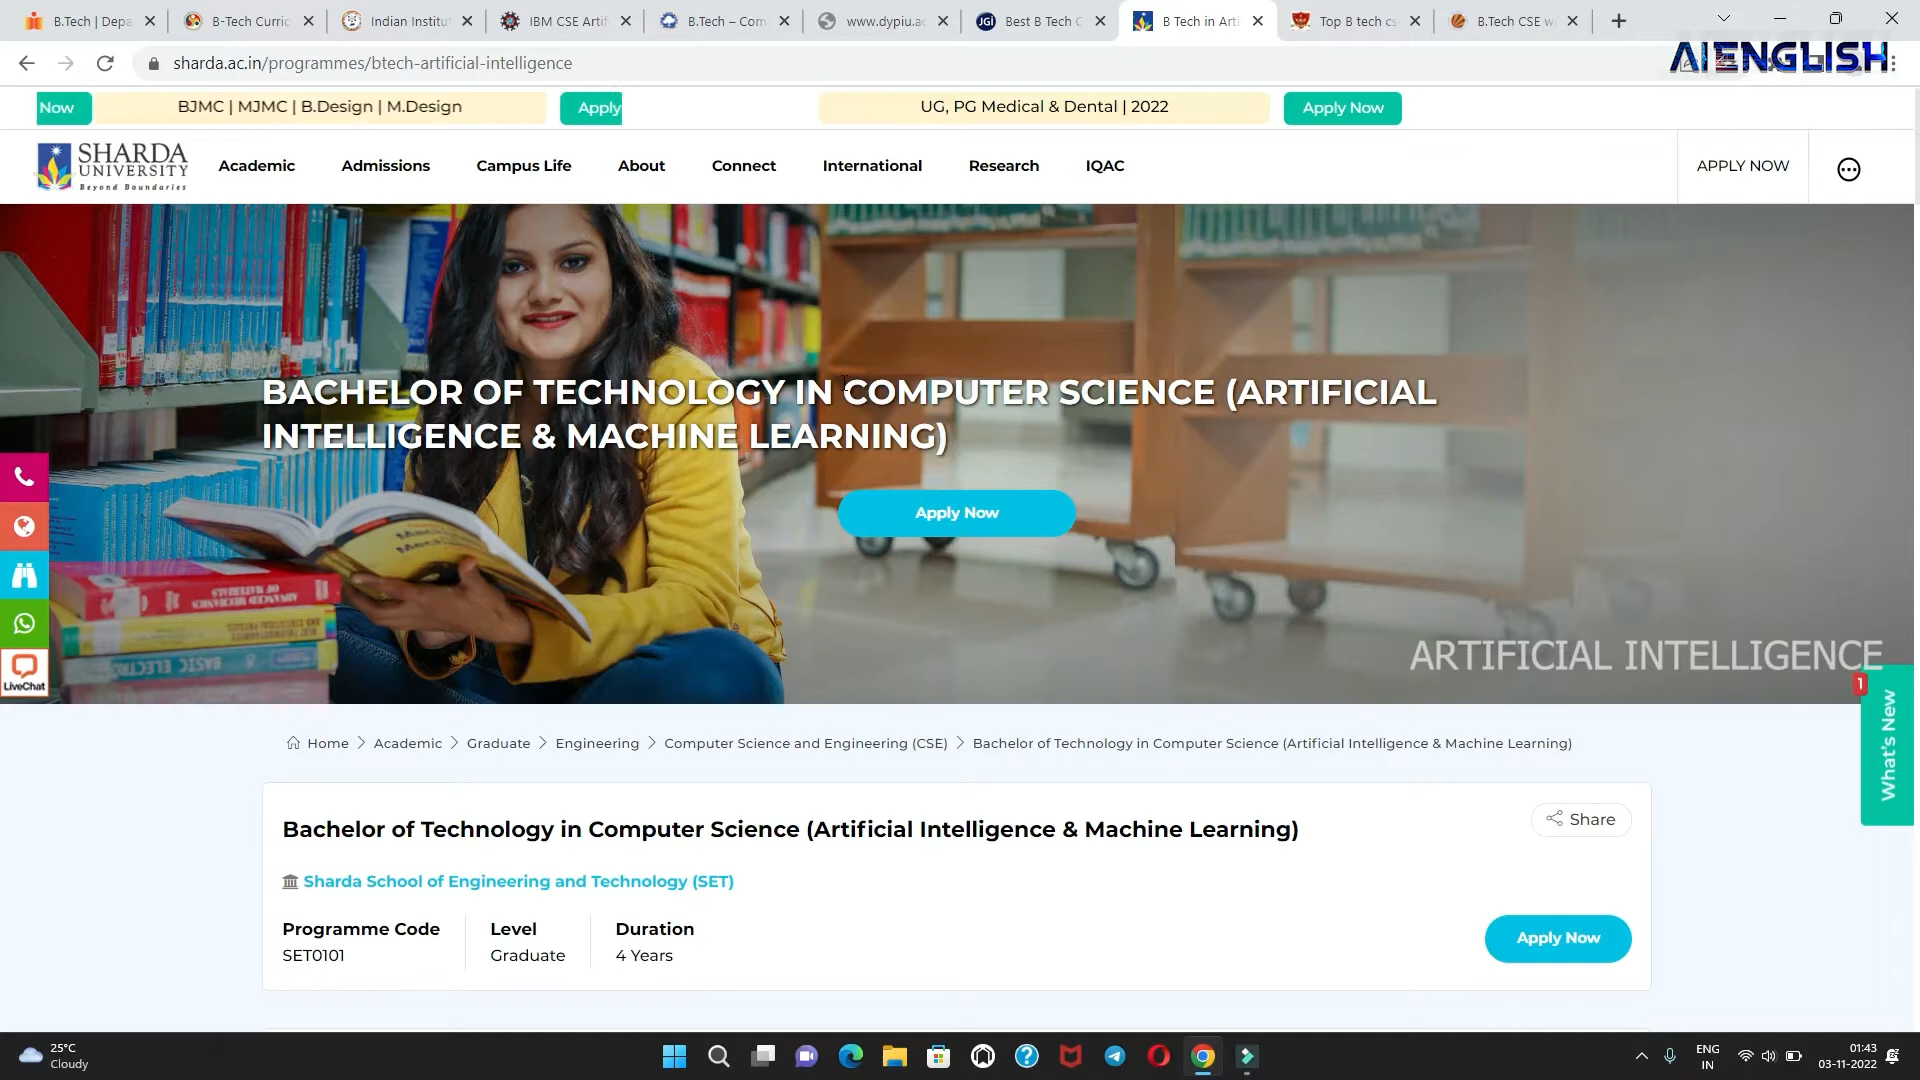 B.Tech | Depa
B-Tech Curric
Indian Institu
IBM CSE Artif
B.Tech – Com
www.dypiu.ac
JGi
Best B Tech C
B Tech in Arti
Top B tech cs
B.Tech CSE w
sharda.ac.in/programmes/btech-artificial-intelligence
AIENGLISH
Now
BJMC | MJMC | B.Design | M.Design
Apply
UG, PG Medical & Dental | 2022
Apply Now
SHARDA
UNIVERSITY
Beyond Boundaries
Academic
Admissions
Campus Life
About
Connect
International
Research
IQAC
APPLY NOW
BACHELOR OF TECHNOLOGY IN COMPUTER SCIENCE (ARTIFICIAL
INTELLIGENCE & MACHINE LEARNING)
Apply Now
BASIC ELECT
LiveChat
ARTIFICIAL INTELLIGENCE
1
What's New
Home > Academic > Graduate > Engineering > Computer Science and Engineering (CSE) > Bachelor of Technology in Computer Science (Artificial Intelligence & Machine Learning)
Bachelor of Technology in Computer Science (Artificial Intelligence & Machine Learning)
Share
Sharda School of Engineering and Technology (SET)
Programme Code
SET0101
Level
Graduate
Duration
4 Years
Apply Now
25°C
Cloudy
ENG
IN
01:43
03-11-2022